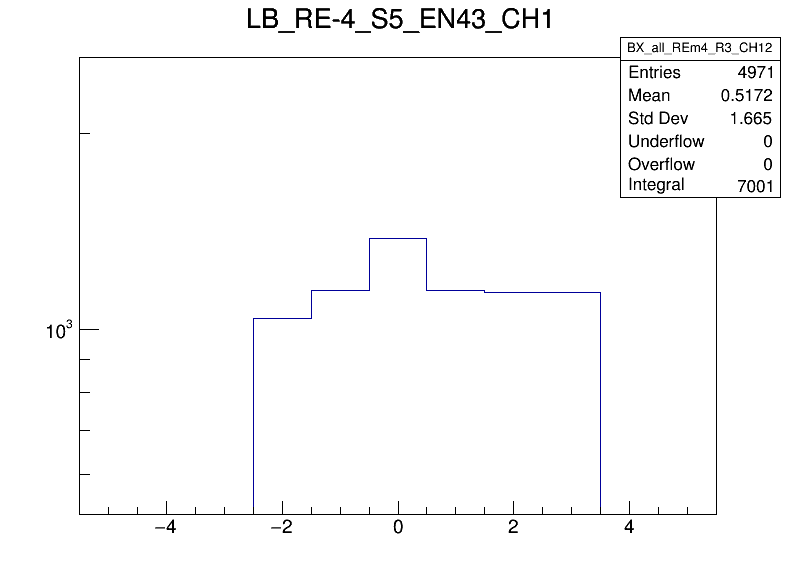 LB_RE-4_S5_EN43_CH1
BX_all_REm4_R3_CH12
Entries 4971
Mean 0.5172
Std Dev 1.665
Underflow 0
Overflow 0
Integral 7001
10³
−4 −2 0 2 4